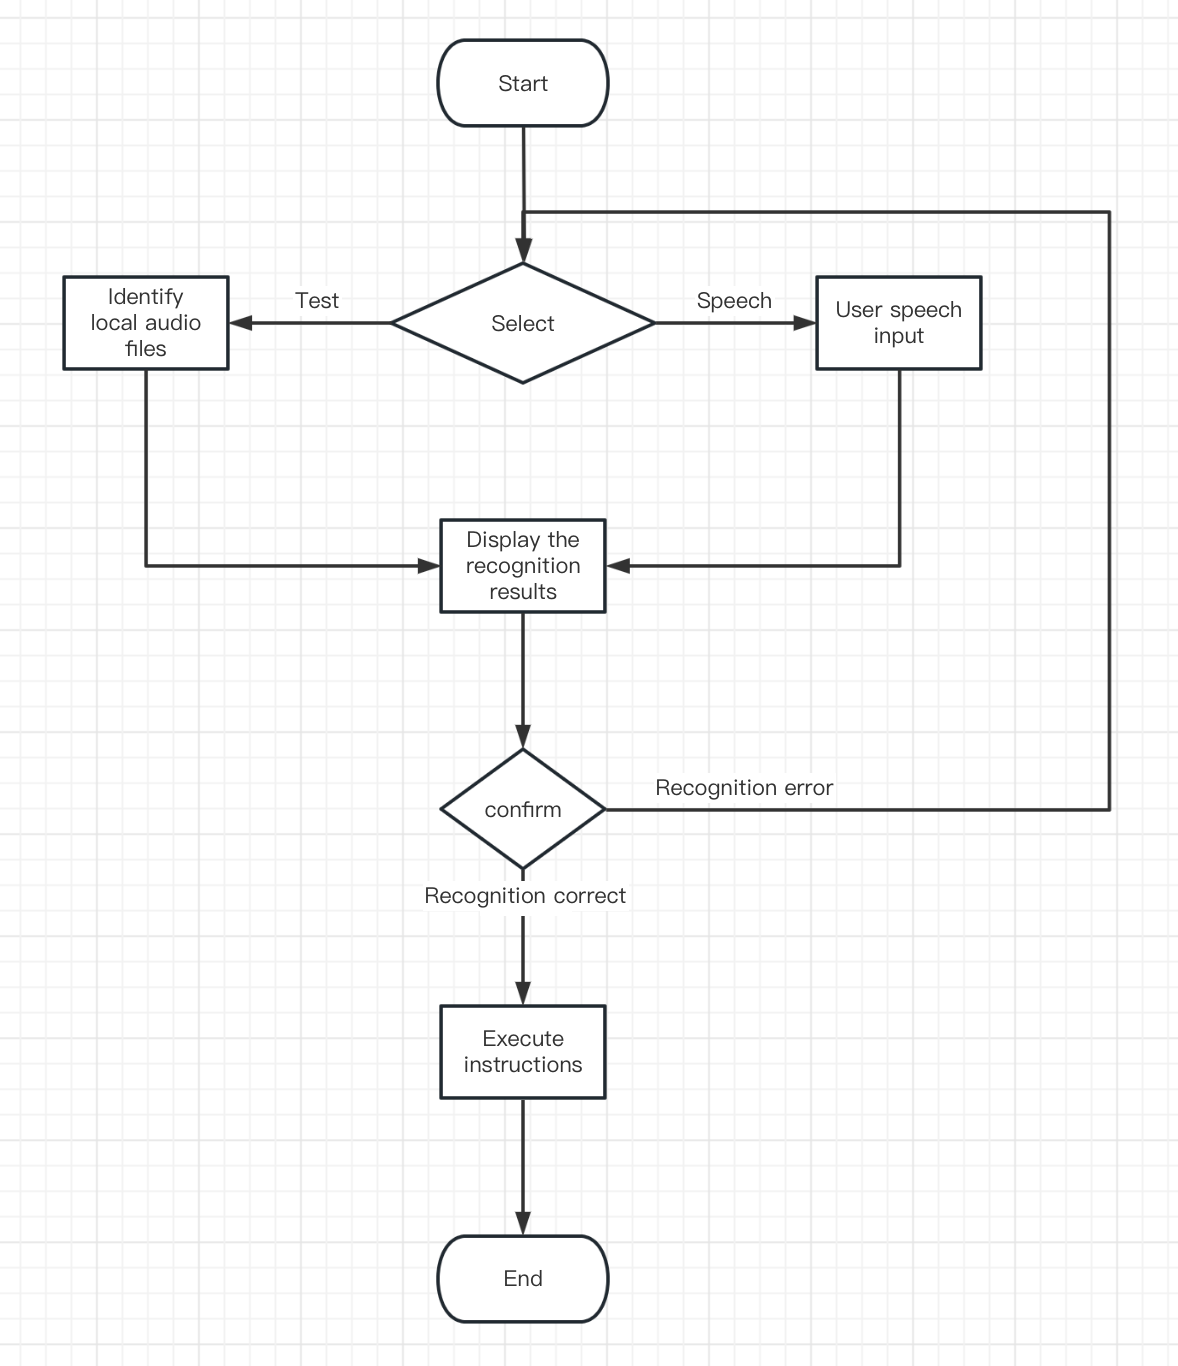 Start
Test
Speech
Identify
local audio
files
Select
User speech
input
Display the
recognition
results
Recognition error
confirm
Recognition correct
Execute
instructions
End